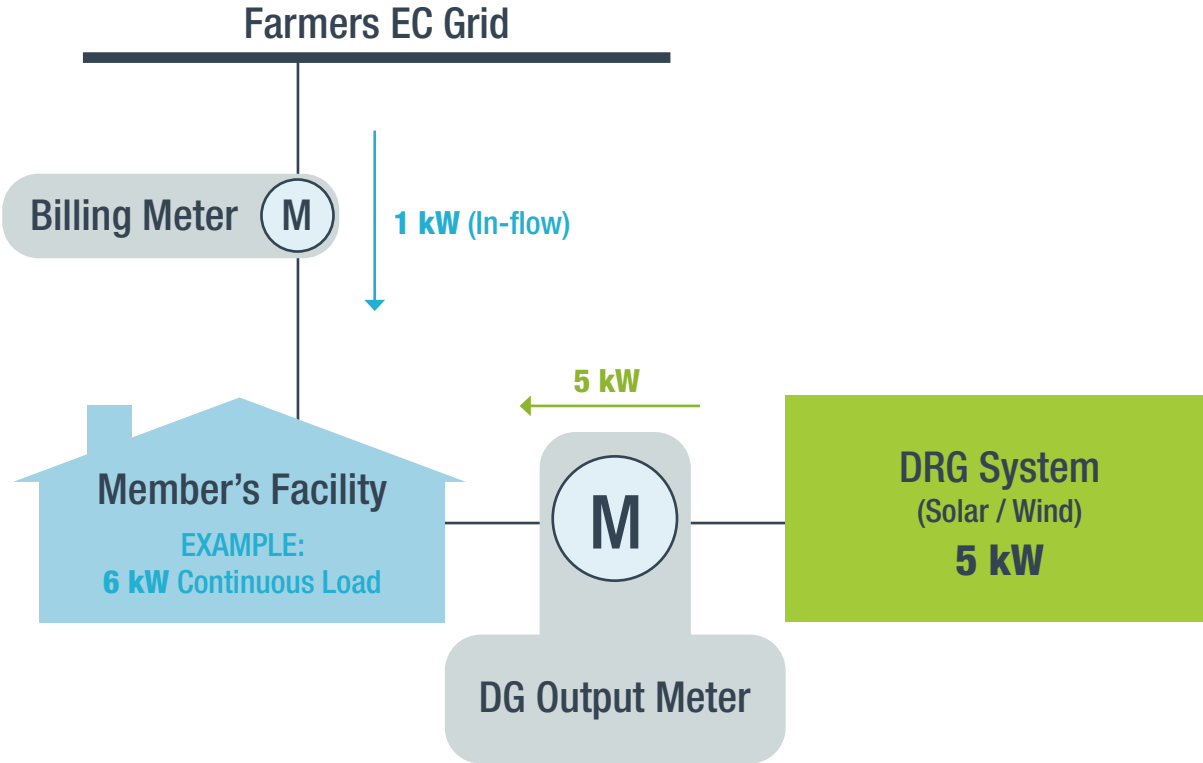 Farmers EC Grid
Billing Meter
M
1 kW (In-flow)
5 kW
Member’s Facility
EXAMPLE:
6 kW Continuous Load
M
DRG System
(Solar / Wind)
5 kW
DG Output Meter